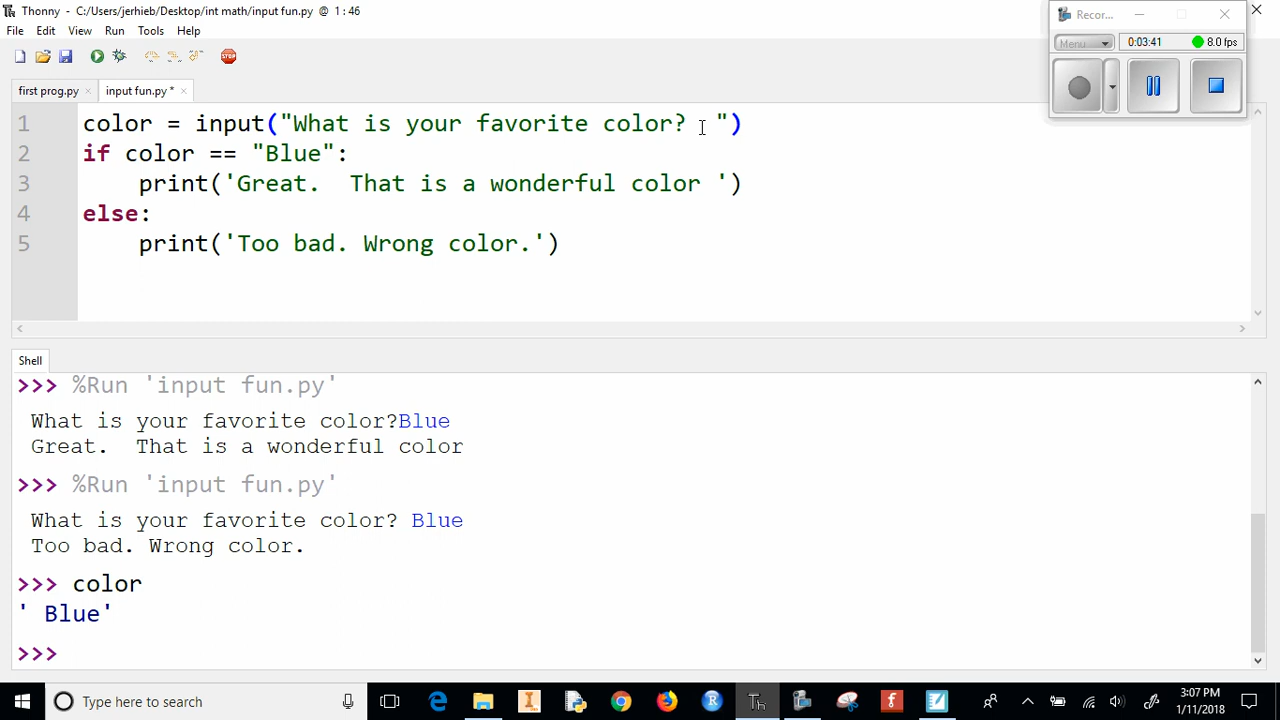 Thonny - C:/Users/jerhieb/Desktop/int math/input fun.py @ 1 : 46
File Edit View Run Tools Help
STOP
Recor...
Menu
0:03:41
8.0 fps
first prog.py
input fun.py *
1 color = input("What is your favorite color?  ")
2 if color == "Blue":
3     print('Great.  That is a wonderful color ')
4 else:
5     print('Too bad. Wrong color.')
Shell
>>> %Run 'input fun.py'
What is your favorite color?Blue
Great.  That is a wonderful color
>>> %Run 'input fun.py'
What is your favorite color? Blue
Too bad. Wrong color.
>>> color
' Blue'
>>>
Type here to search
R
Th
3:07 PM
1/11/2018